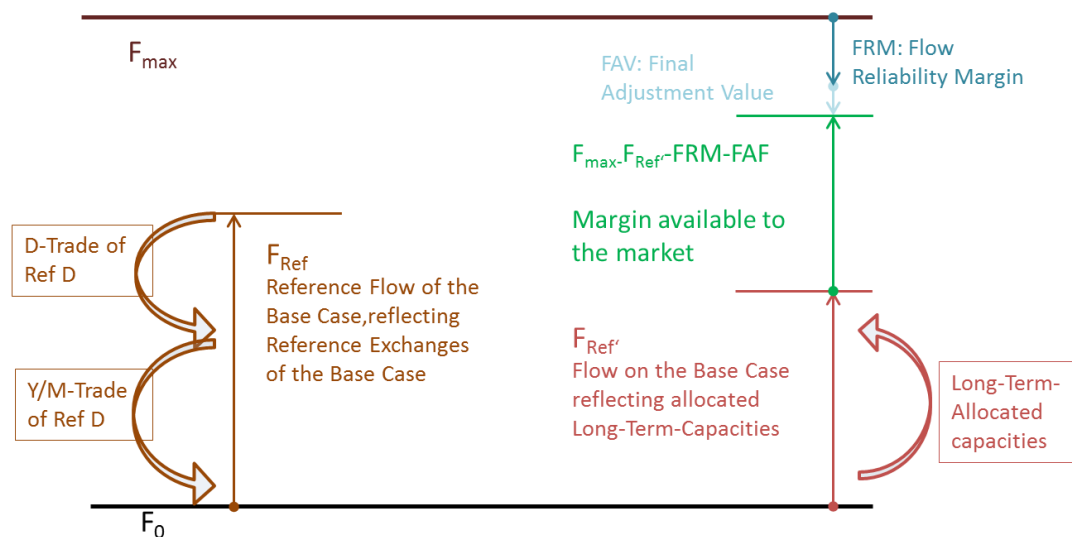 Fmax
FAV: Final
Adjustment Value
FRM: Flow
Reliability Margin
Fmax-FRef‘-FRM-FAF
Margin available to
the market
D-Trade of
Ref D
FRef
Reference Flow of the
Base Case,reflecting
Reference Exchanges
of the Base Case
Y/M-Trade
of Ref D
FRef‘
Flow on the Base Case
reflecting allocated
Long-Term-Capacities
Long-Term-
Allocated
capacities
F0